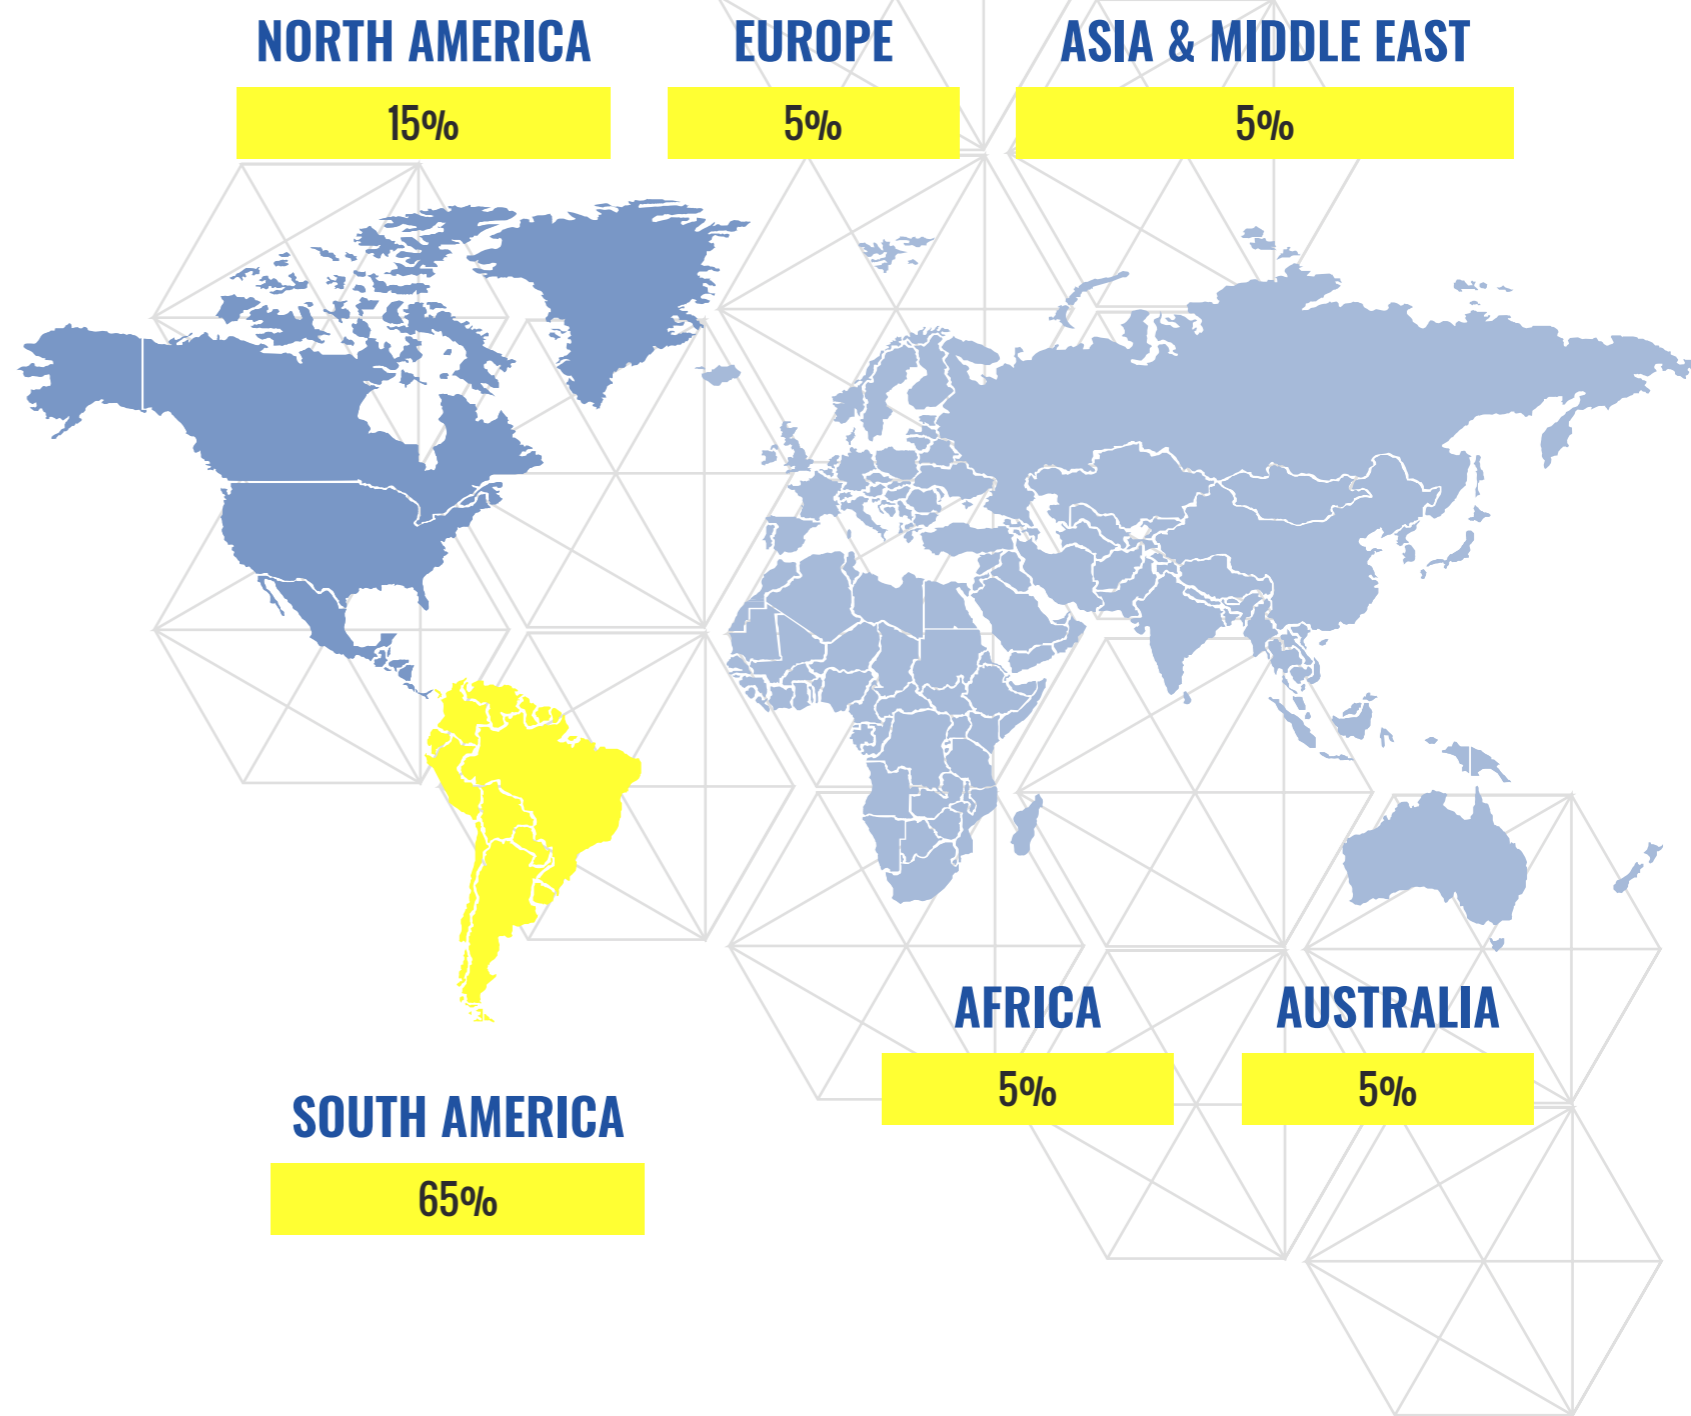 NORTH AMERICA
15%
EUROPE
5%
ASIA & MIDDLE EAST
5%
AFRICA
5%
AUSTRALIA
5%
SOUTH AMERICA
65%